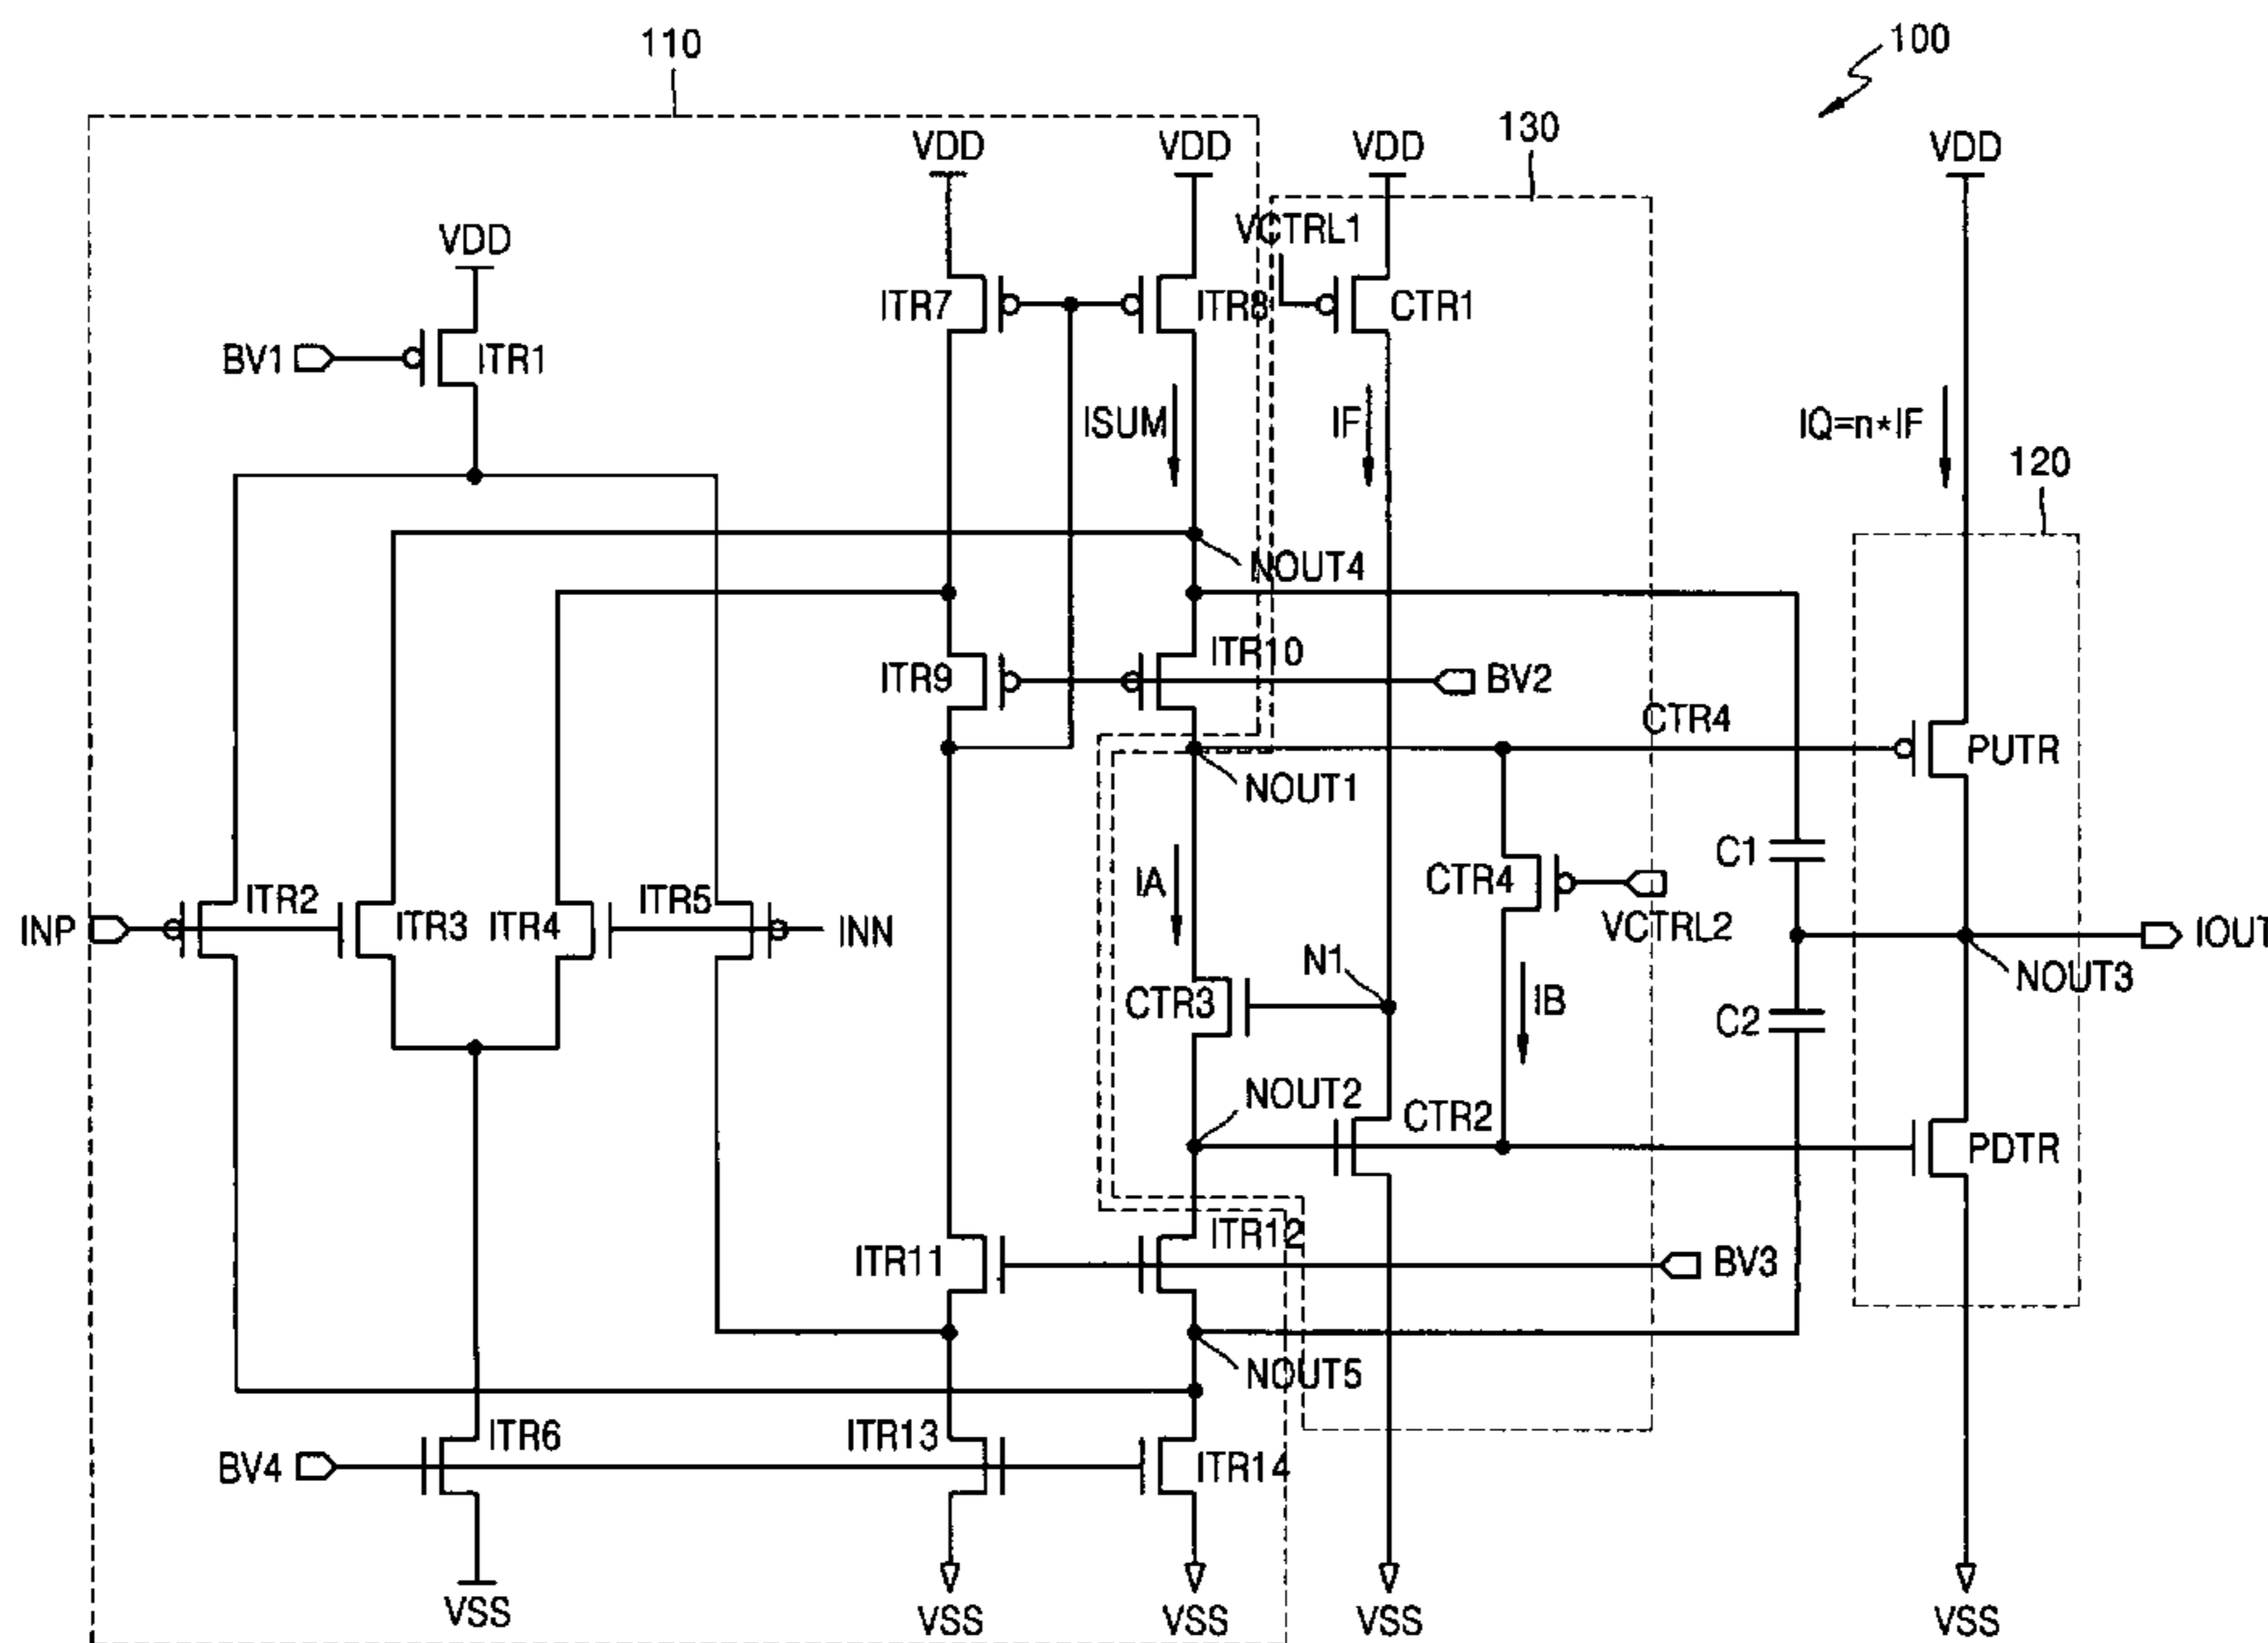 110
100
130
VDD
VDD
VDD
VDD
VCTRL1
VDD
ITR7
ITR8
CTR1
BV1
ITR1
ISUM
IF
IQ=n*IF
120
NOUT4
ITR9
ITR10
BV2
CTR4
PUTR
NOUT1
C1
IA
CTR4
INP
ITR2
ITR3
ITR4
ITR5
INN
VCTRL2
IOUT
N1
NOUT3
CTR3
IB
C2
NOUT2
CTR2
PDTR
ITR11
ITR12
BV3
NOUT5
ITR6
ITR13
BV4
ITR14
VSS
VSS
VSS
VSS
VSS